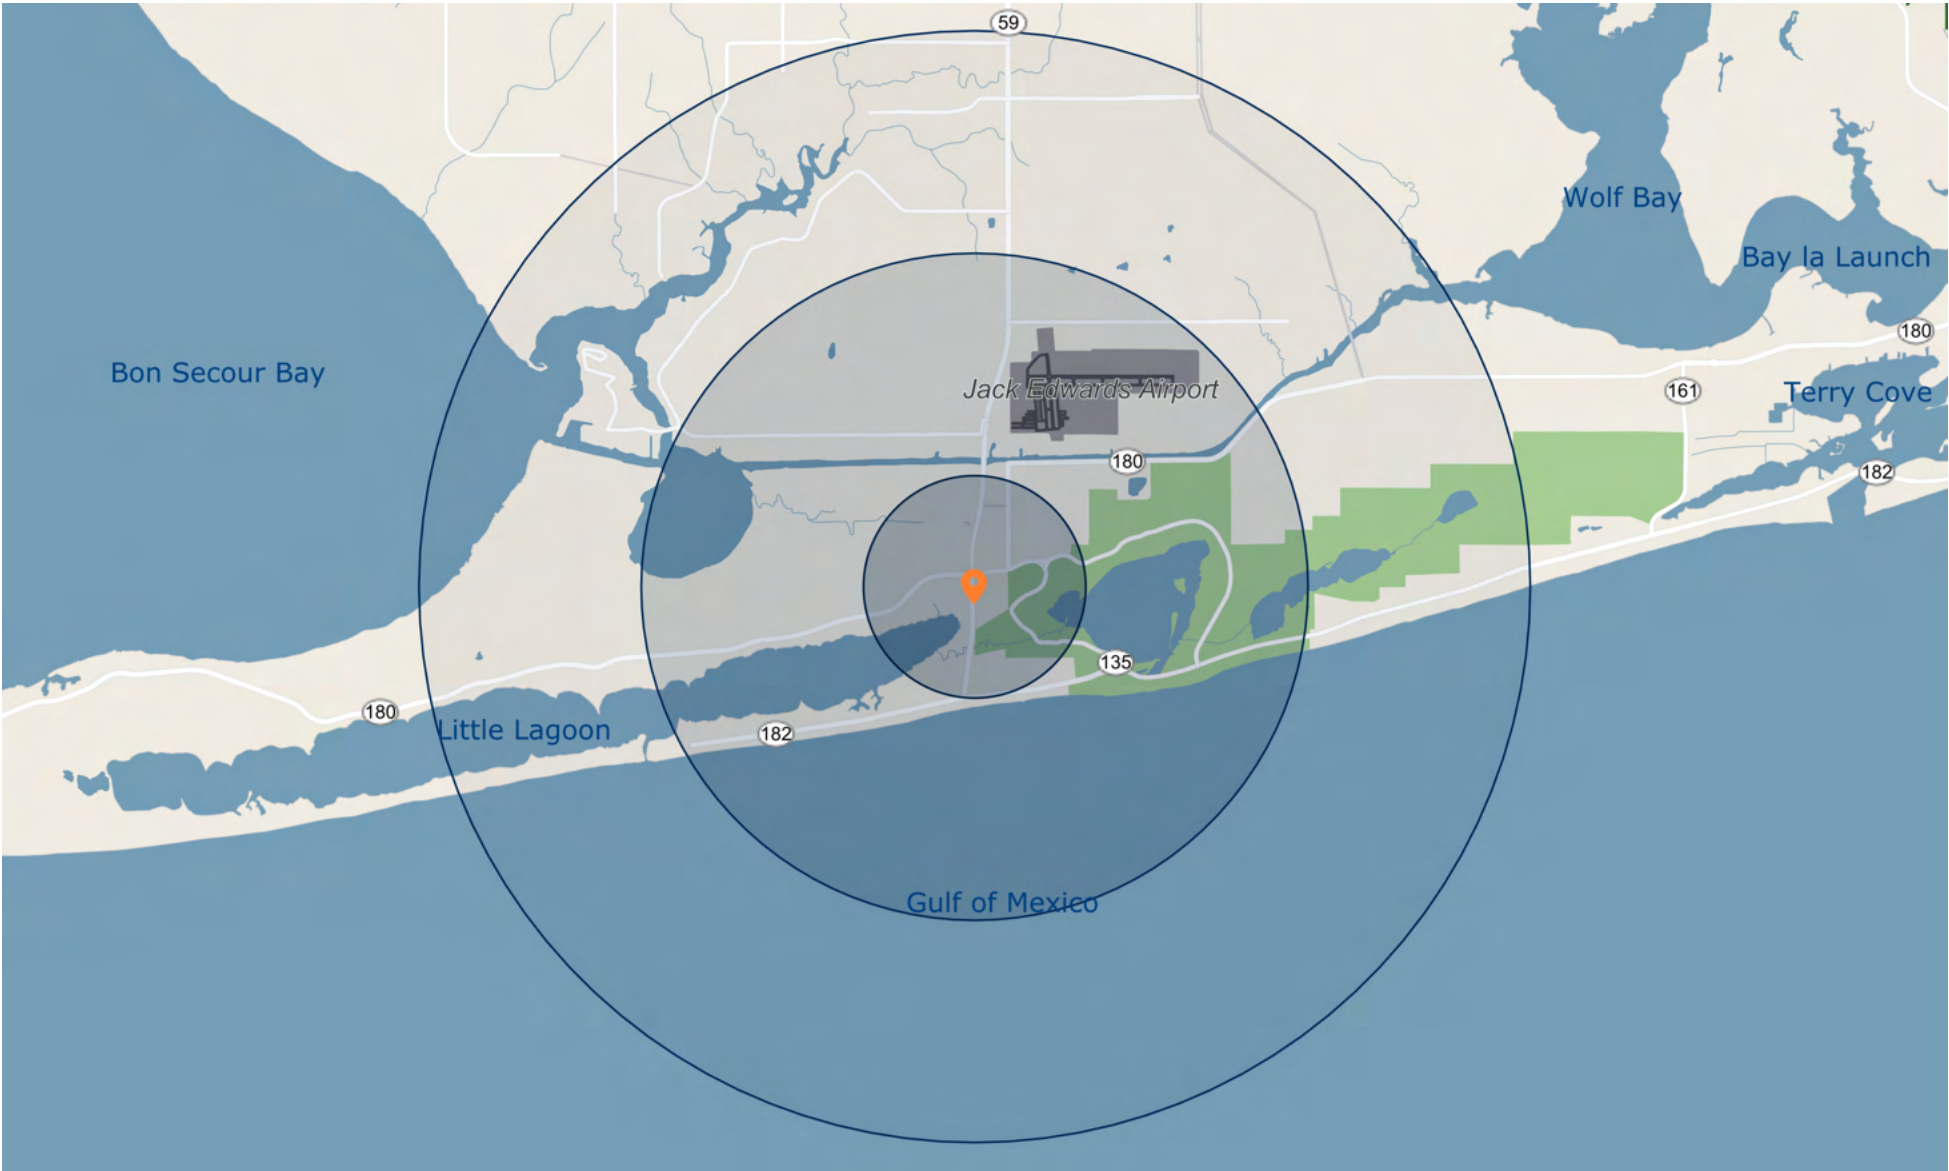 59
Wolf Bay
Bay la Launch
180
Bon Secour Bay
Jack Edwards Airport
161
Terry Cove
180
182
135
180
Little Lagoon
182
Gulf of Mexico